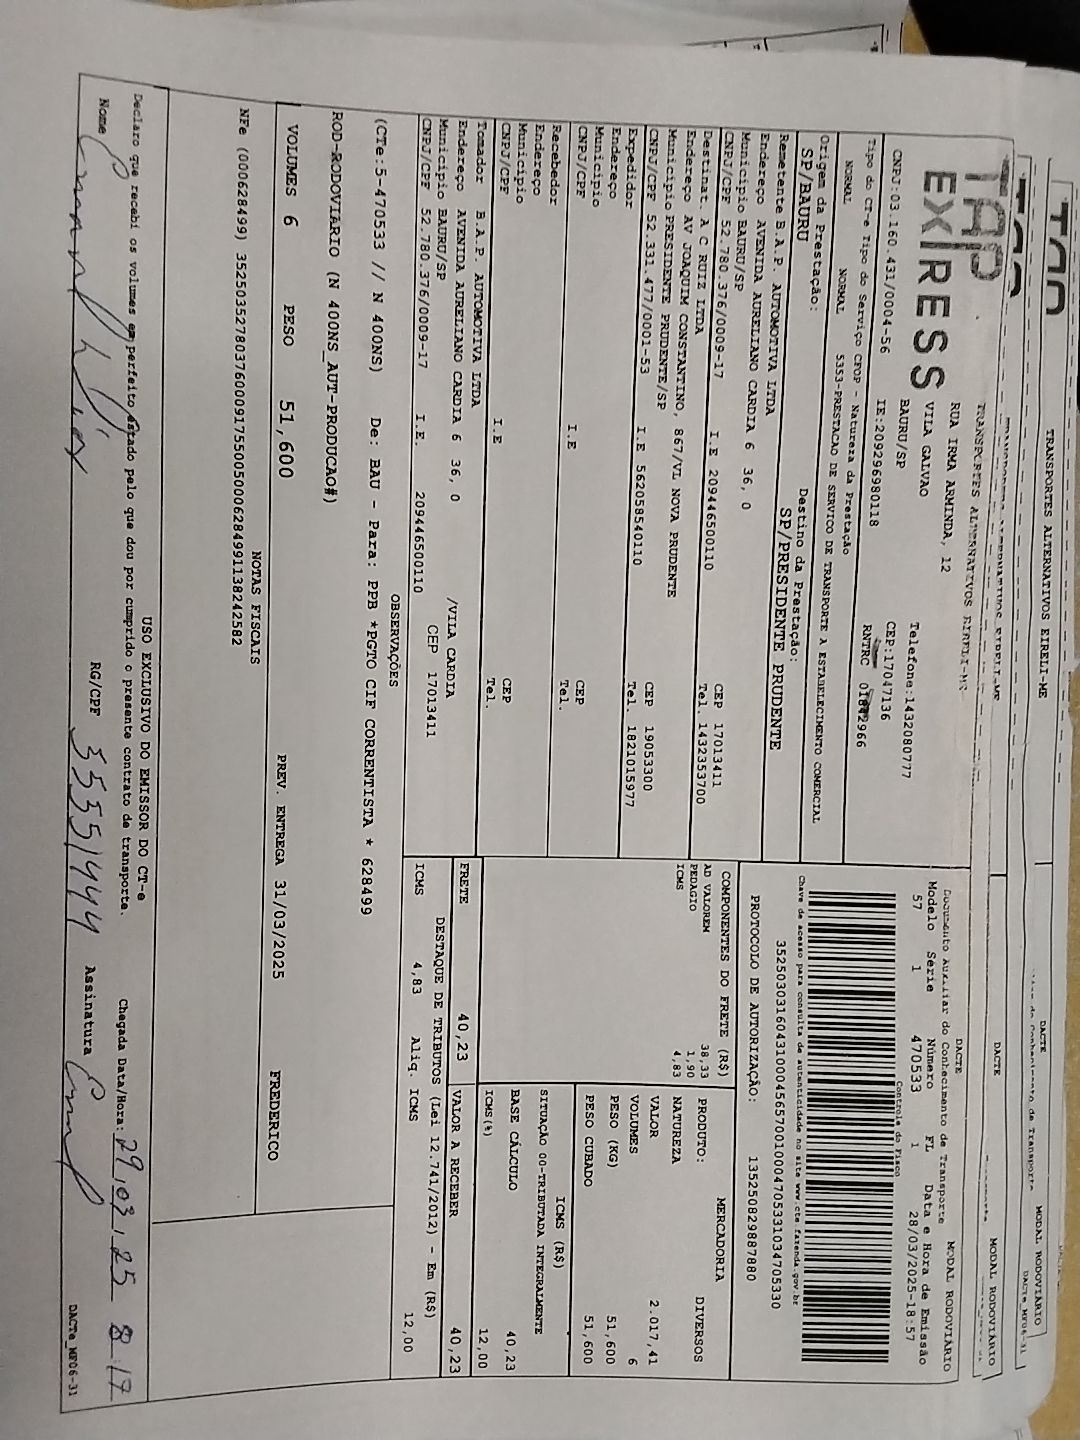 TRANSPORTES ALTERNATIVOS EIRELI-ME
DACTE
MODAL RODOVIÁRIO
DACTe_MF06-31
DACTE
MODAL RODOVIÁRIO
TAP
EX|RESS
TRANSPORTES ALTERNATIVOS EIRELI-ME
RUA IRMA ARMINDA, 12
VILA GALVAO
BAURU/SP
Telefone:1432080777
CEP:17047136
CNPJ:03.160.431/0004-56 IE:209296980118 RNTRC
DACTE MODAL RODOVIÁRIO
Documento Auxiliar do Conhecimento de Transporte
Modelo Série Número FL Data e Hora de Emissão
57 1 470533 1 28/03/2025-18:57
Controle do Fisco
Tipo do CT-e Tipo do Serviço CFOP - Natureza da Prestação
NORMAL NORMAL 5353-PRESTACAO DE SERVICO DE TRANSPORTE A ESTABELECIMENTO COMERCIAL
Chave de acesso para consulta de autenticidade no site www.cte.fazenda.gov.br
Origem da Prestação: Destino da Prestação:
SP/BAURU SP/PRESIDENTE PRUDENTE
PROTOCOLO DE AUTORIZAÇÃO: 135250829887880
Remetente B.A.P. AUTOMOTIVA LTDA
Endereço AVENIDA AURELIANO CARDIA 6 36, 0
Município BAURU/SP CEP 17013411
CNPJ/CPF 52.780.376/0009-17 I.E 209446500110 Tel. 1432353700
Destinat. A C RUIZ LTDA
Endereço AV JOAQUIM CONSTANTINO, 867/VL NOVA PRUDENTE
Município PRESIDENTE PRUDENTE/SP CEP 19053300
CNPJ/CPF 52.331.477/0001-53 I.E 562058540110 Tel. 1821015977
Expedidor
Endereço
Município CEP
CNPJ/CPF I.E Tel.
Recebedor
Endereço
Município CEP
CNPJ/CPF I.E Tel.
Tomador B.A.P. AUTOMOTIVA LTDA
Endereço AVENIDA AURELIANO CARDIA 6 36, 0 /VILA CARDIA
Município BAURU/SP CEP 17013411
CNPJ/CPF 52.780.376/0009-17 I.E. 209446500110
COMPONENTES DO FRETE (R$)
AD VALOREM 38,33
PEDAGIO 1,90
ICMS 4,83
MERCADORIA
PRODUTO: DIVERSOS
NATUREZA
VALOR 2.017,41
VOLUMES 6
PESO (KG) 51,600
PESO CUBADO 51,600
ICMS (R$)
SITUAÇÃO 00-TRIBUTADA INTEGRALMENTE
BASE CÁLCULO 40,23
ICMS(%) 12,00
FRETE 40,23 VALOR A RECEBER 40,23
DESTAQUE DE TRIBUTOS (Lei 12.741/2012) - Em (R$)
ICMS 4,83 Aliq. ICMS 12,00
OBSERVAÇÕES
(CTe:5-470533 // N 400NS) De: BAU - Para: PPB *PGTO CIF CORRENTISTA * 628499
ROD-RODOVIÁRIO (N 400NS_AUT-PRODUCAO#)
VOLUMES 6 PESO 51,600 PREV. ENTREGA 31/03/2025 FREDERICO
NOTAS FISCAIS
USO EXCLUSIVO DO EMISSOR DO CT-e
Declaro que recebi os volumes em perfeito estado pelo que dou por cumprido o presente contrato de transporte.
Chegada Data/Hora: 29,03,25 8:17
Nome RG/CPF Assinatura
DACTe_MF06-31